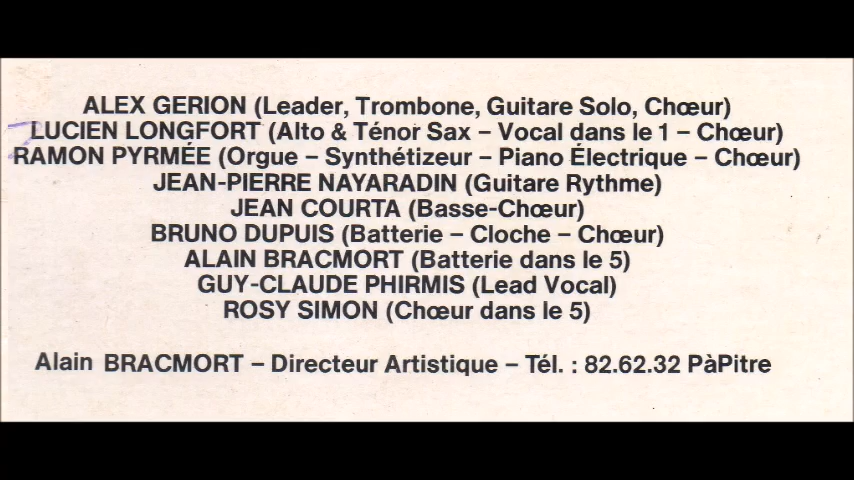 ALEX GERION (Leader, Trombone, Guitare Solo, Chœur)
LUCIEN LONGFORT (Alto & Ténor Sax – Vocal dans le 1 – Chœur)
RAMON PYRMÉE (Orgue – Synthétizeur – Piano Électrique – Chœur)
JEAN-PIERRE NAYARADIN (Guitare Rythme)
JEAN COURTA (Basse-Chœur)
BRUNO DUPUIS (Batterie – Cloche – Chœur)
ALAIN BRACMORT (Batterie dans le 5)
GUY-CLAUDE PHIRMIS (Lead Vocal)
ROSY SIMON (Chœur dans le 5)
Alain BRACMORT – Directeur Artistique – Tél. : 82.62.32 PàPitre